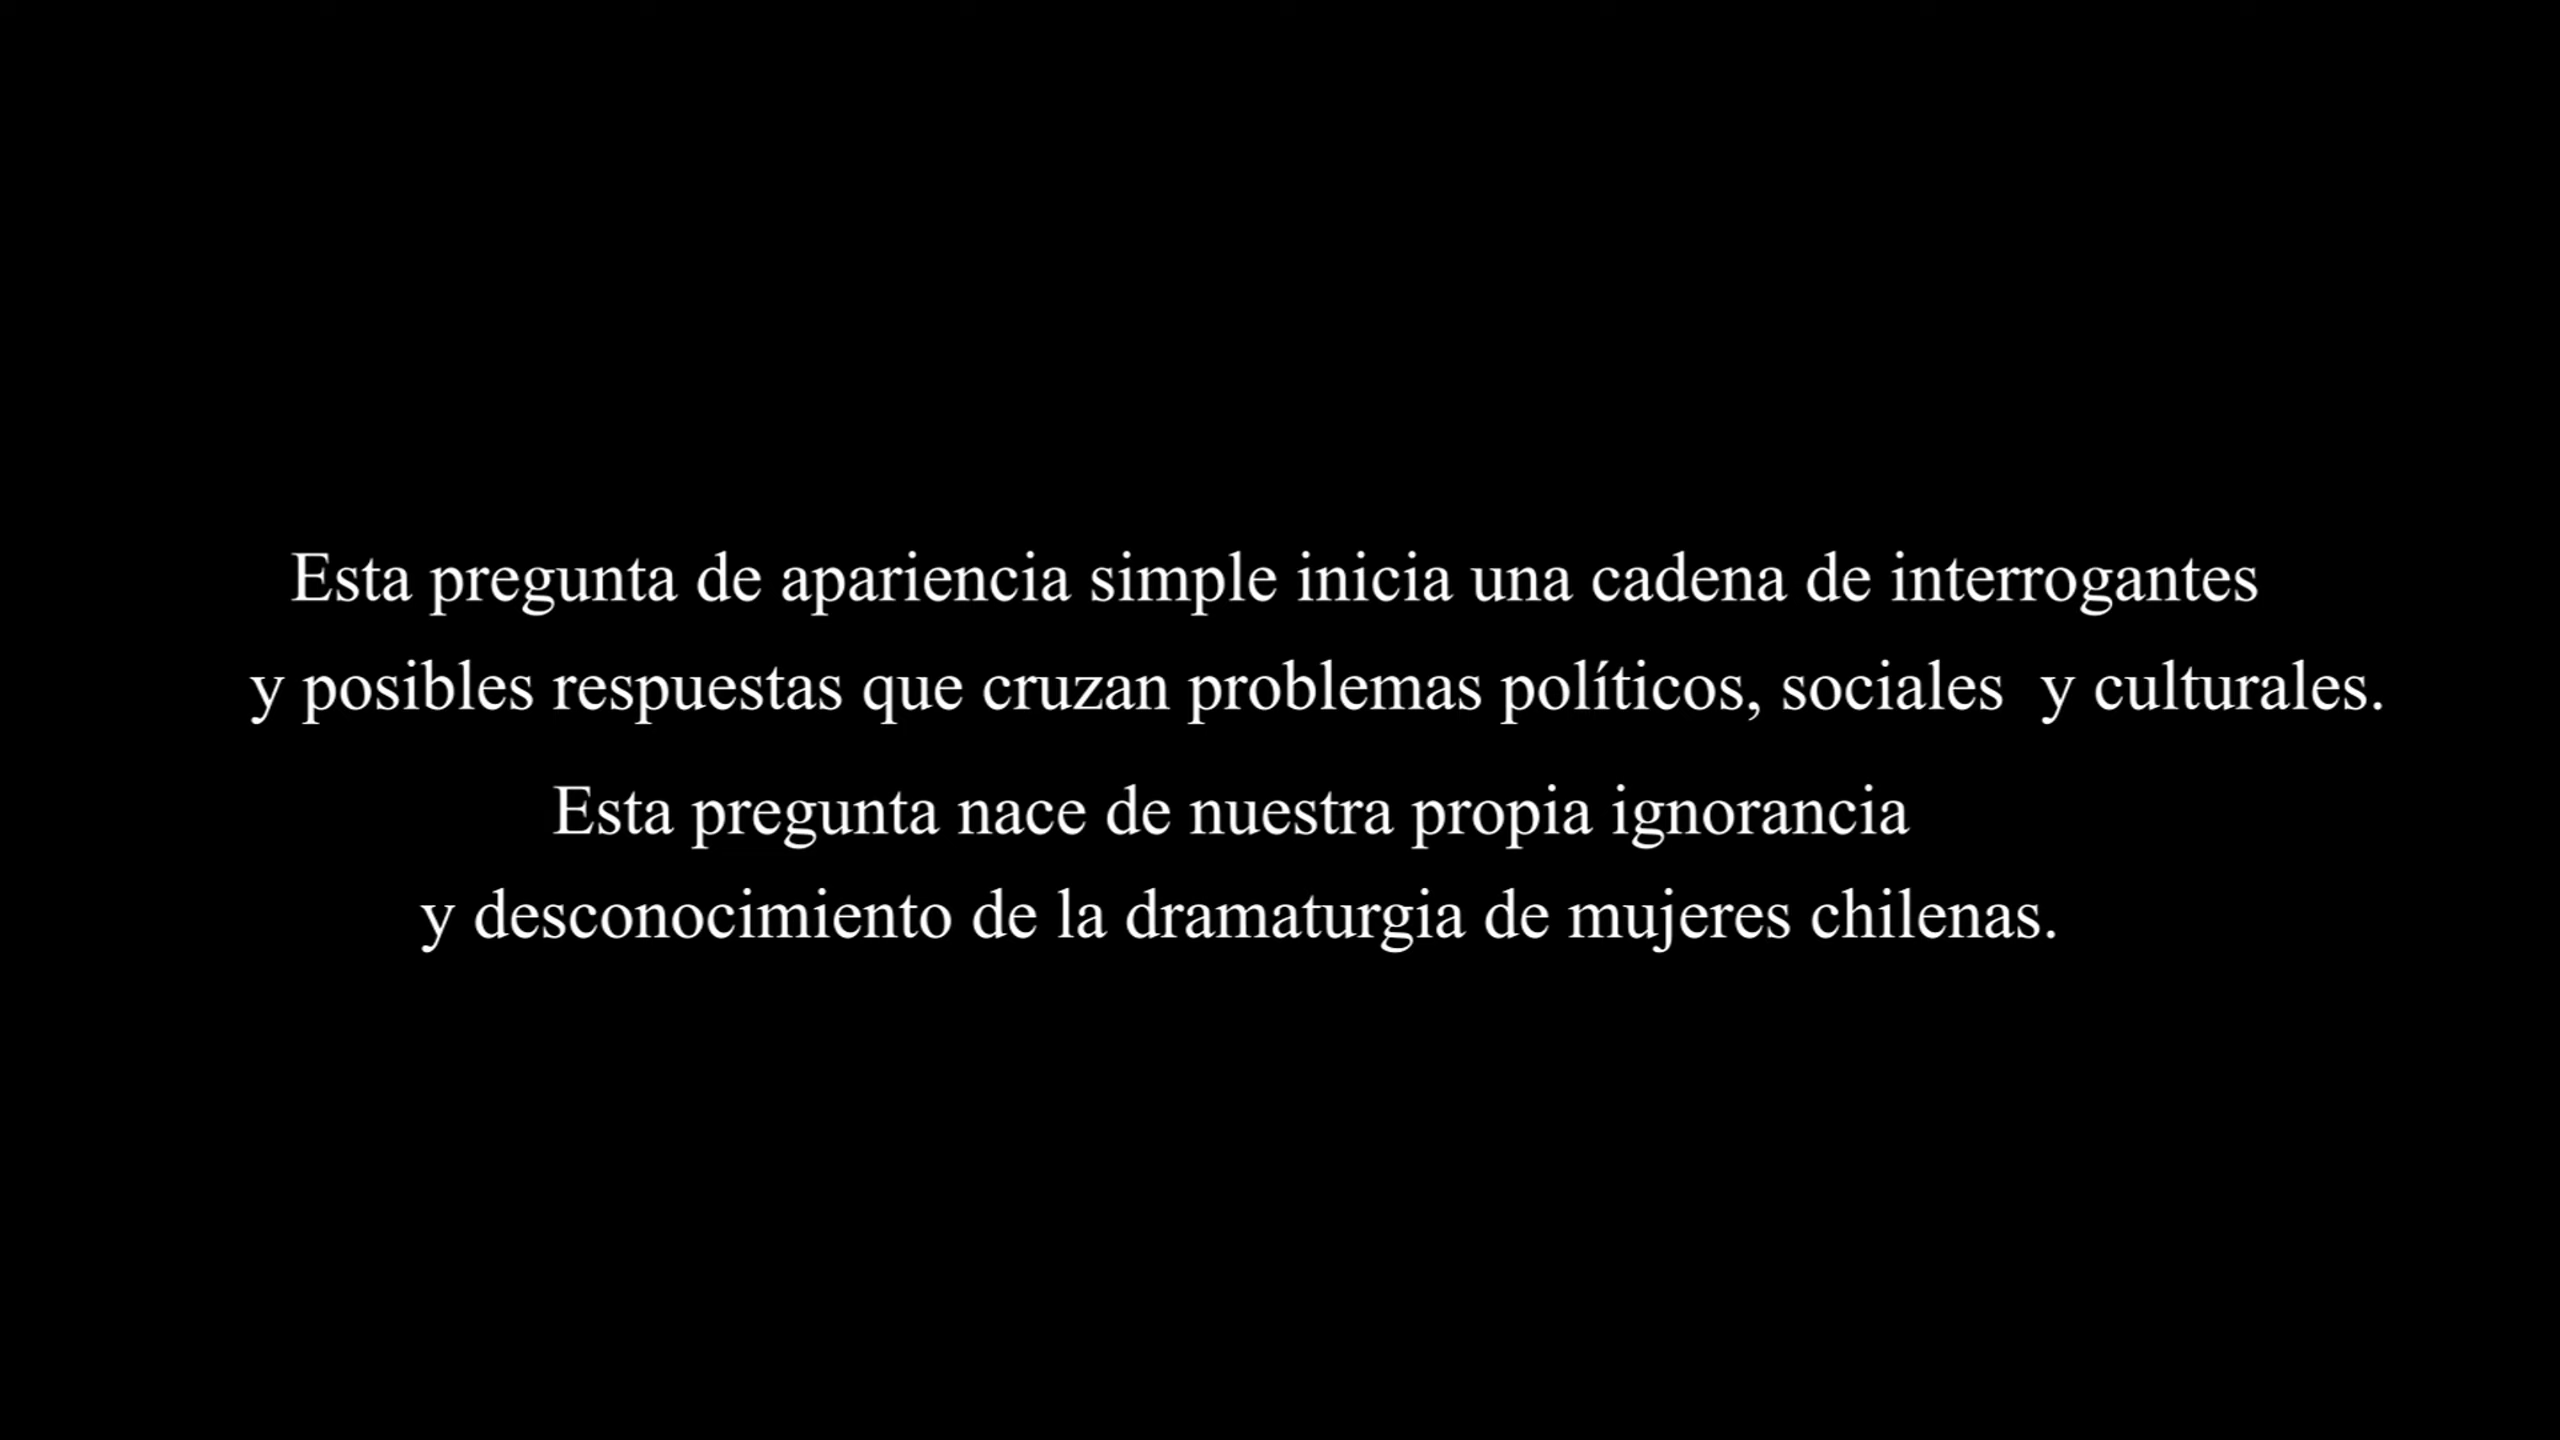 Esta pregunta de apariencia simple inicia una cadena de interrogantes
y posibles respuestas que cruzan problemas políticos, sociales  y culturales.
Esta pregunta nace de nuestra propia ignorancia
y desconocimiento de la dramaturgia de mujeres chilenas.